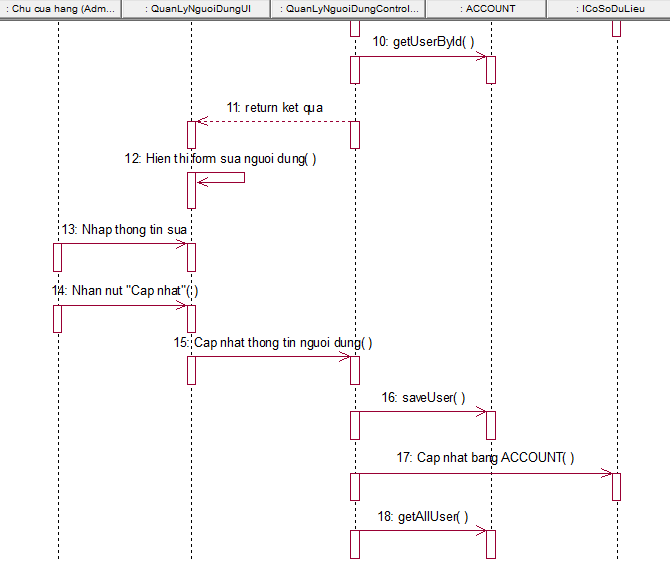 : Chu cua hang (Adm...
: QuanLyNguoiDungUI
: QuanLyNguoiDungControl...
: ACCOUNT
: ICoSoDuLieu
10: getUserById( )
11: return ket qua
12: Hien thi form sua nguoi dung( )
13: Nhap thong tin sua
14: Nhan nut "Cap nhat"( )
15: Cap nhat thong tin nguoi dung( )
16: saveUser( )
17: Cap nhat bang ACCOUNT( )
18: getAllUser( )